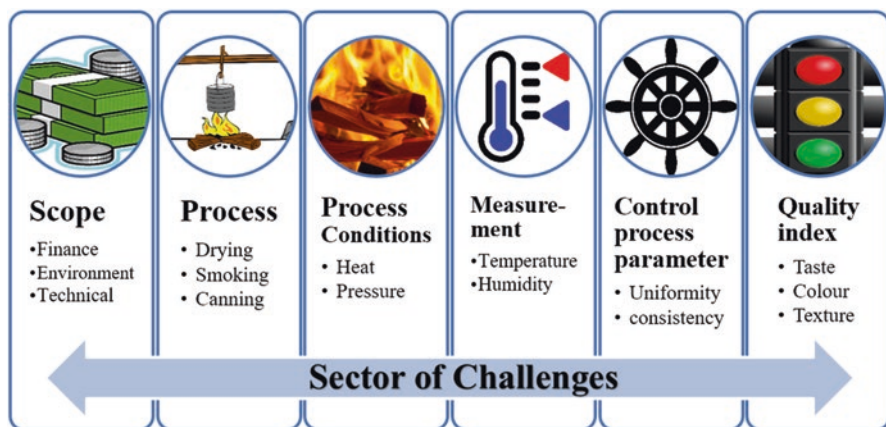 Scope
•Finance
•Environment
•Technical
Process
• Drying
• Smoking
• Canning
Process
Conditions
• Heat
• Pressure
Measure-
ment
•Temperature
•Humidity
Control
process
parameter
• Uniformity
• consistency
Quality
index
• Taste
• Colour
• Texture
Sector of Challenges